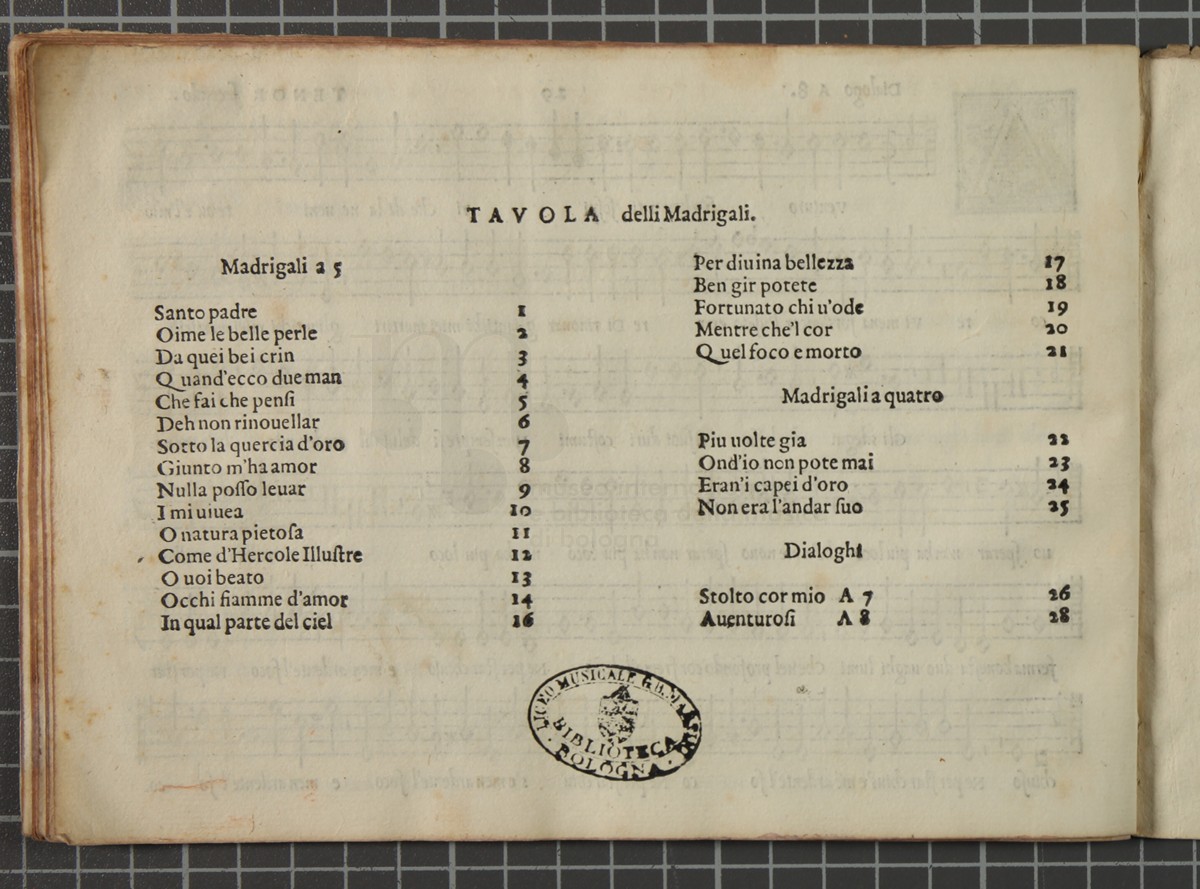 TAVOLA delli Madrigali.
Madrigali a 5
Santo padre 1
Oime le belle perle 2
Da quei bei crin 3
Quand'ecco due man 4
Che fai che pensi 5
Deh non rinouellar 6
Sotto la quercia d'oro 7
Giunto m'ha amor 8
Nulla posso leuar 9
I mi uiuea 10
O natura pietosa 11
Come d'Hercole Illustre 12
O uoi beato 13
Occhi fiamme d'amor 14
In qual parte del ciel 16
Per diuina bellezza 17
Ben gir potete 18
Fortunato chi u'ode 19
Mentre che'l cor 20
Quel foco e morto 21
Madrigali a quatro
Piu uolte gia 22
Ond'io non pote mai 23
Eran'i capei d'oro 24
Non era l'andar suo 25
Dialoghi
Stolto cor mio A 7 26
Auenturosi A 8 28
LICEO MUSICALE G.B. MARTINI
BIBLIOTECA
BOLOGNA